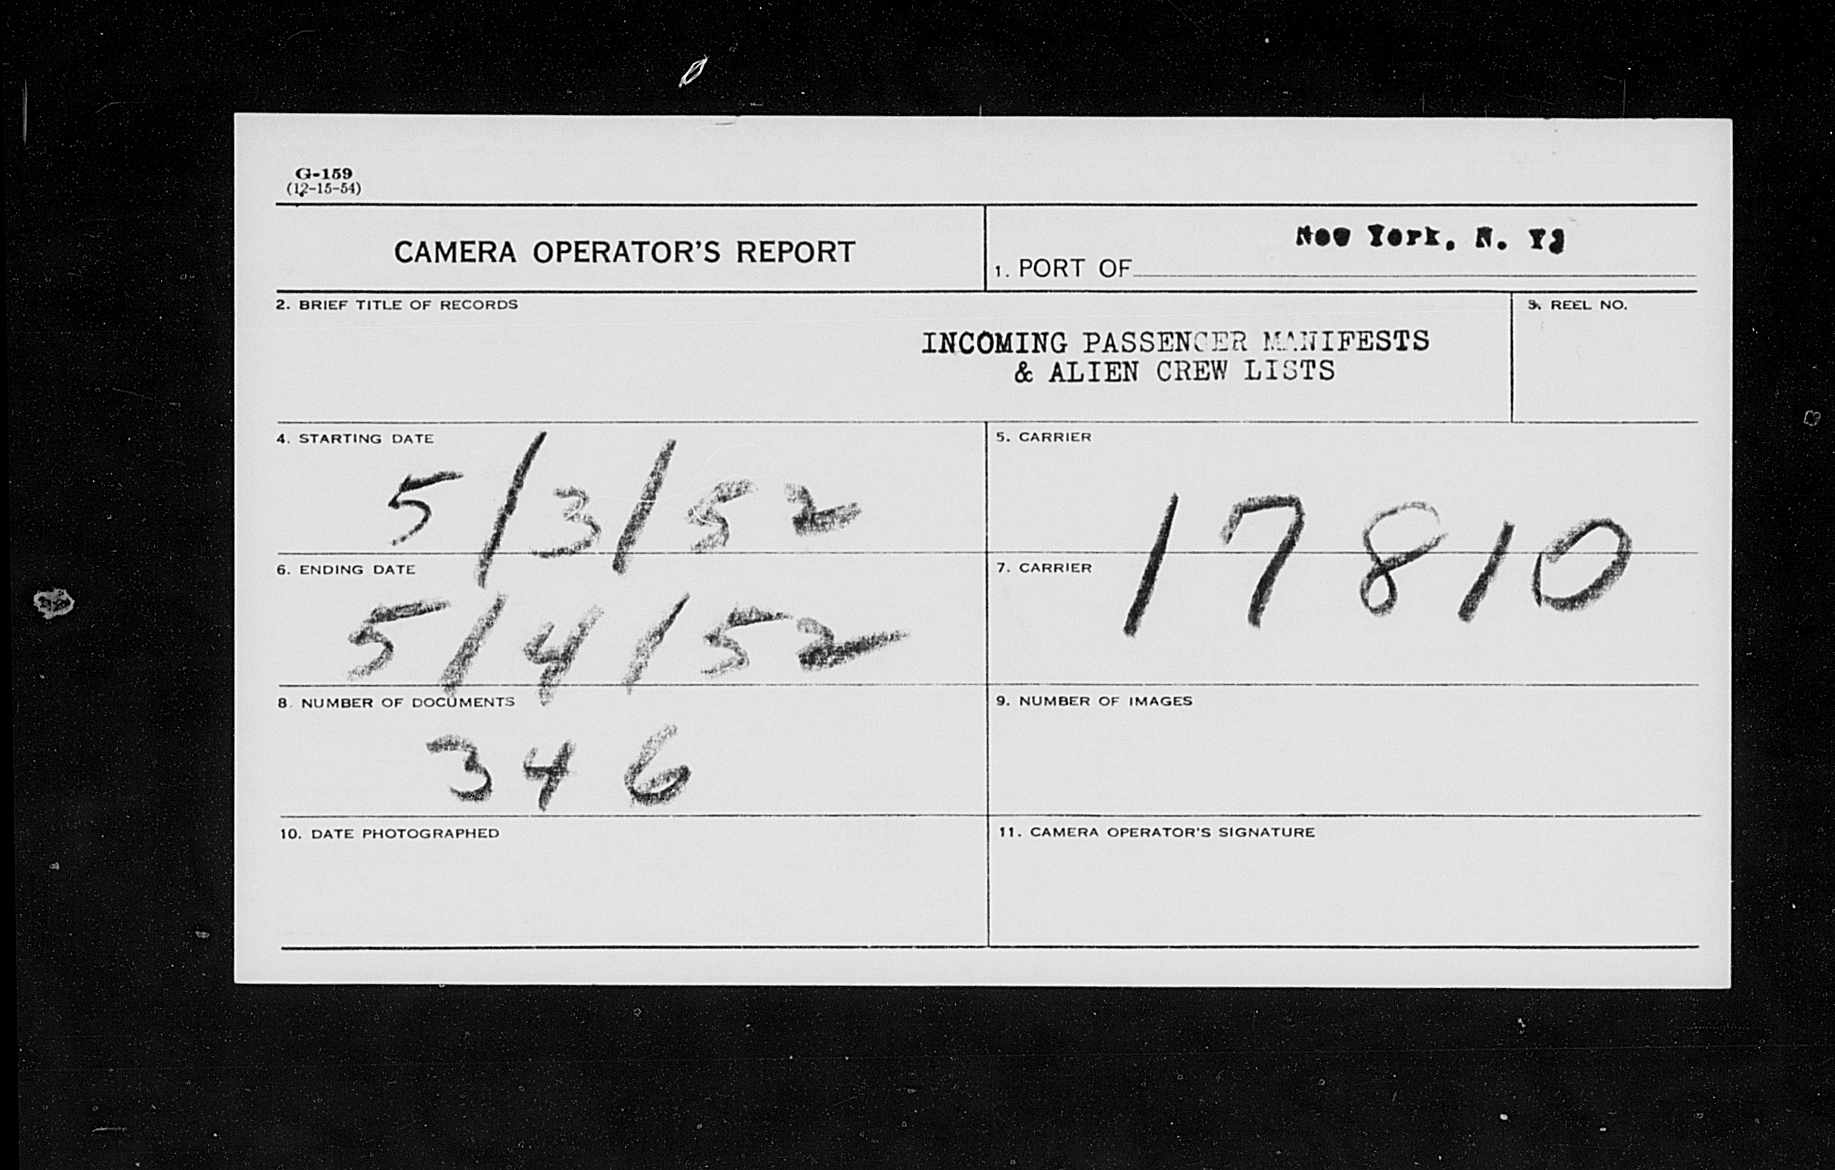 G-159
(12-15-54)
CAMERA OPERATOR'S REPORT
1. PORT OF New York, N. Y.
2. BRIEF TITLE OF RECORDS
INCOMING PASSENGER MANIFESTS
& ALIEN CREW LISTS
3. REEL NO.
4. STARTING DATE
5/3/52
5. CARRIER
17810
6. ENDING DATE
5/4/52
7. CARRIER
8. NUMBER OF DOCUMENTS
346
9. NUMBER OF IMAGES
10. DATE PHOTOGRAPHED
11. CAMERA OPERATOR'S SIGNATURE